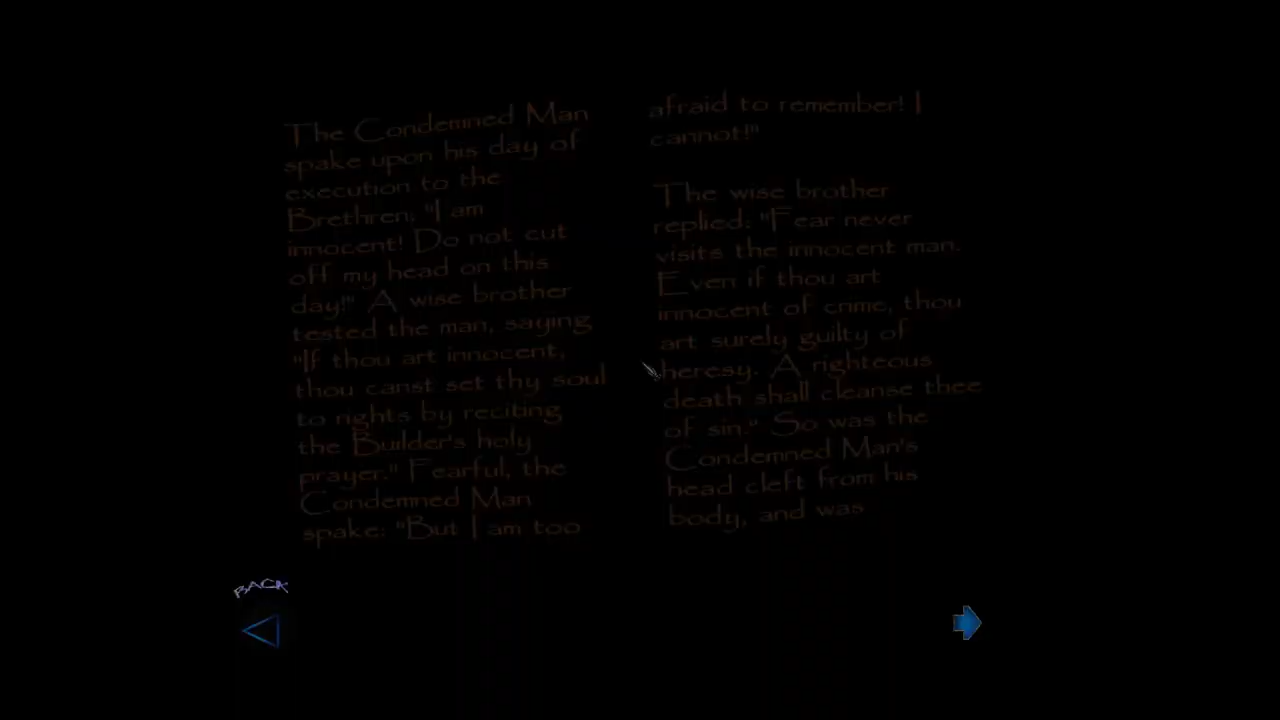 The Condemned Man
spake upon his day of
execution to the
Brethren: "I am
innocent! Do not cut
off my head on this
day!" A wise brother
tested the man, saying
"If thou art innocent,
thou canst set thy soul
to rights by reciting
the Builder's holy
prayer." Fearful, the
Condemned Man
spake: "But I am too
afraid to remember! I
cannot!"
The wise brother
replied: "Fear never
visits the innocent man.
Even if thou art
innocent of crime, thou
art surely guilty of
heresy. A righteous
death shall cleanse thee
of sin." So was the
Condemned Man's
head cleft from his
body, and was
BACK